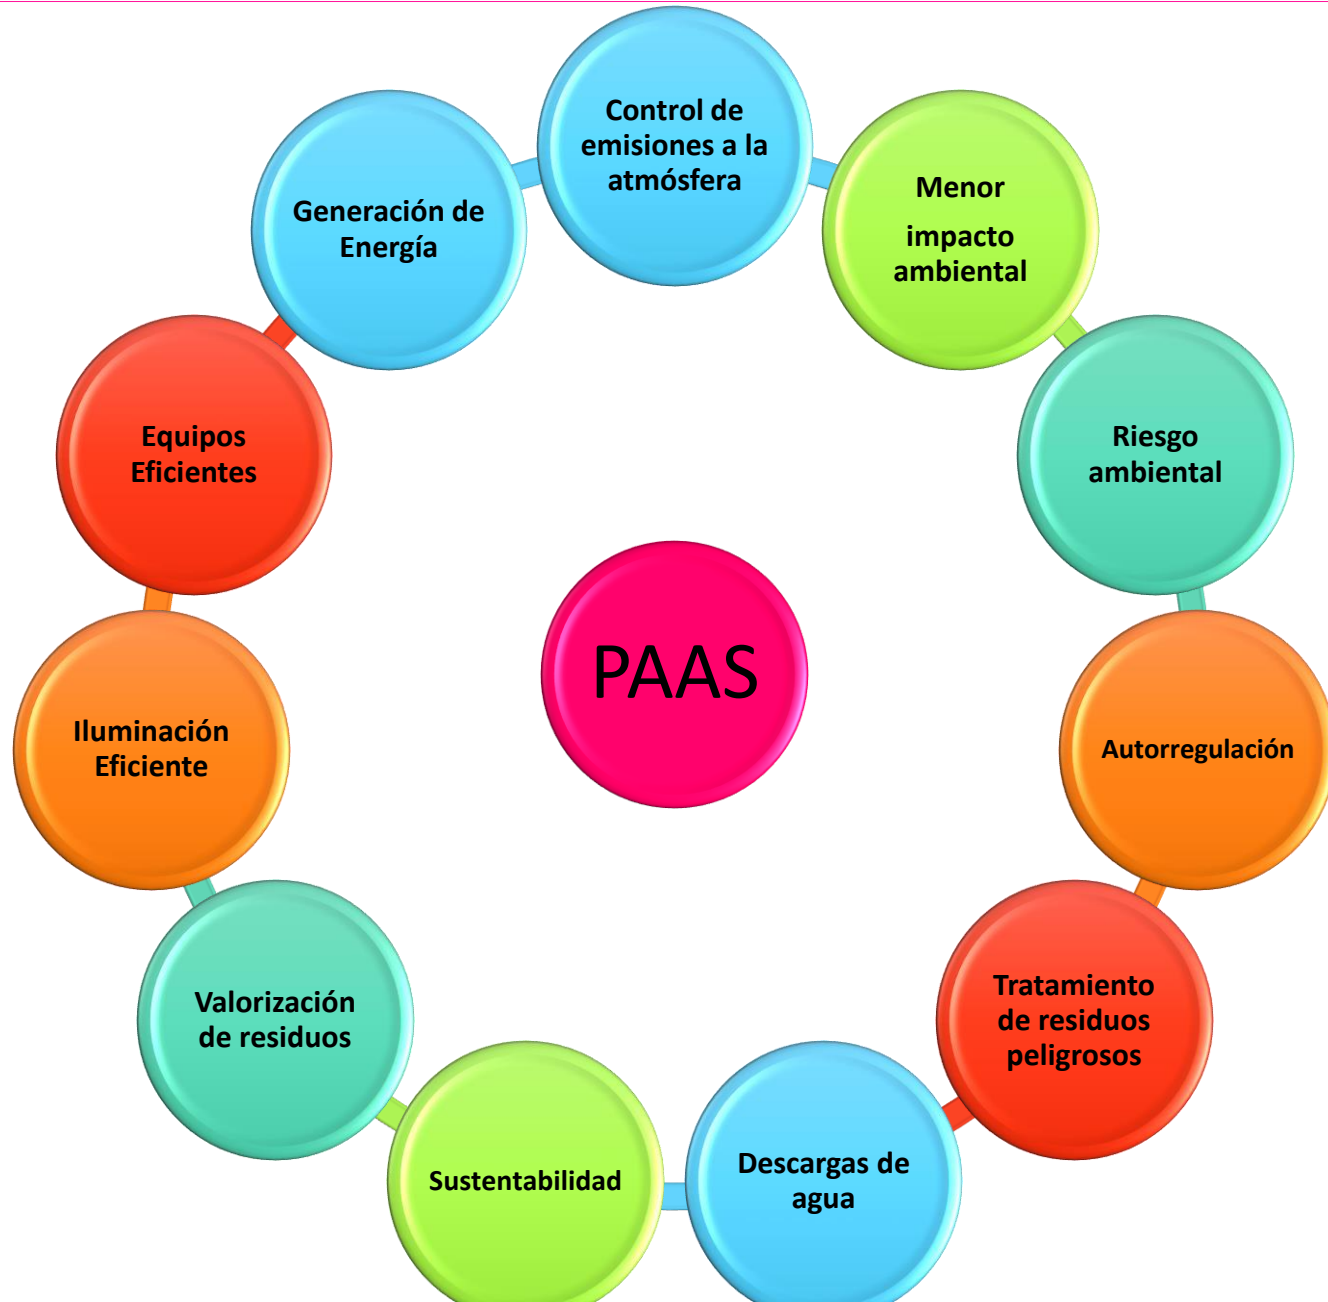 Control de
emisiones a la
atmósfera
Menor
impacto
ambiental
Riesgo
ambiental
Autorregulación
Tratamiento
de residuos
peligrosos
Descargas de
agua
Sustentabilidad
Valorización
de residuos
Iluminación
Eficiente
Equipos
Eficientes
Generación de
Energía
PAAS